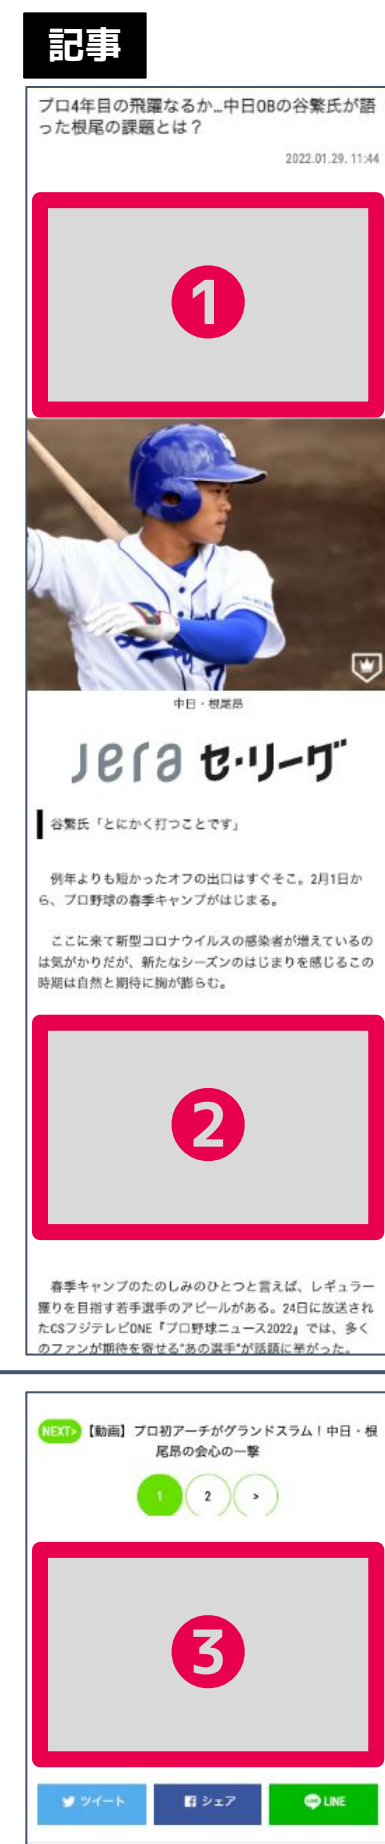 記事
プロ4年目の飛躍なるか…中日OBの谷繁氏が語
った根尾の課題とは？
2022.01.29. 11:44
1
中日・根尾昂
Jera セ・リーグ
谷繁氏「とにかく打つことです」
例年よりも短かったオフの出口はすぐそこ。2月1日か
ら、プロ野球の春季キャンプがはじまる。
ここに来て新型コロナウイルスの感染者が増えているの
は気がかりだが、新たなシーズンのはじまりを感じるこの
時期は自然と期待に胸が膨らむ。
2
春季キャンプのたのしみのひとつと言えば、レギュラー
獲りを目指す若手選手のアピールがある。24日に放送され
たCSフジテレビONE『プロ野球ニュース2022』では、多く
のファンが期待を寄せる“あの選手”が話題に挙がった。
NEXT> 【動画】プロ初アーチがグランドスラム！中日・根
尾昂の会心の一撃
1 2 >
3
ツイート シェア LINE